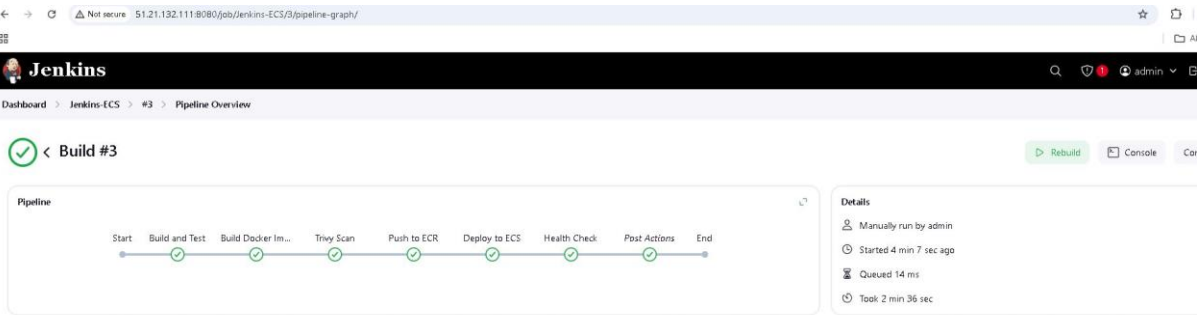 Not secure 51.21.132.111:8080/job/Jenkins-ECS/3/pipeline-graph/
Jenkins
1 admin
Dashboard > Jenkins-ECS > #3 > Pipeline Overview
< Build #3
Rebuild Console
Pipeline
Start Build and Test Build Docker Im... Trivy Scan Push to ECR Deploy to ECS Health Check Post Actions End
Details
Manually run by admin
Started 4 min 7 sec ago
Queued 14 ms
Took 2 min 36 sec